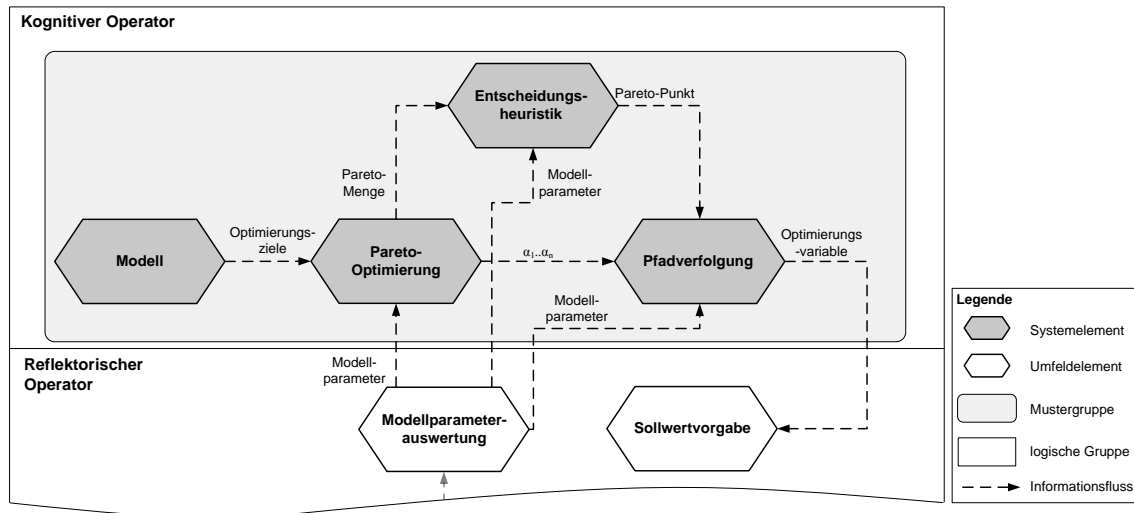 Kognitiver Operator
Entscheidungs-
heuristik
Pareto-Punkt
Pareto-
Menge
Modell-
parameter
Modell
Optimierungs-
ziele
Pareto-
Optimierung
α₁..αₙ
Pfadverfolgung
Optimierungs
-variable
Modell-
parameter
Reflektorischer
Operator
Modell-
parameter
Modellparameter-
auswertung
Sollwertvorgabe
Legende
Systemelement
Umfeldelement
Mustergruppe
logische Gruppe
Informationsfluss